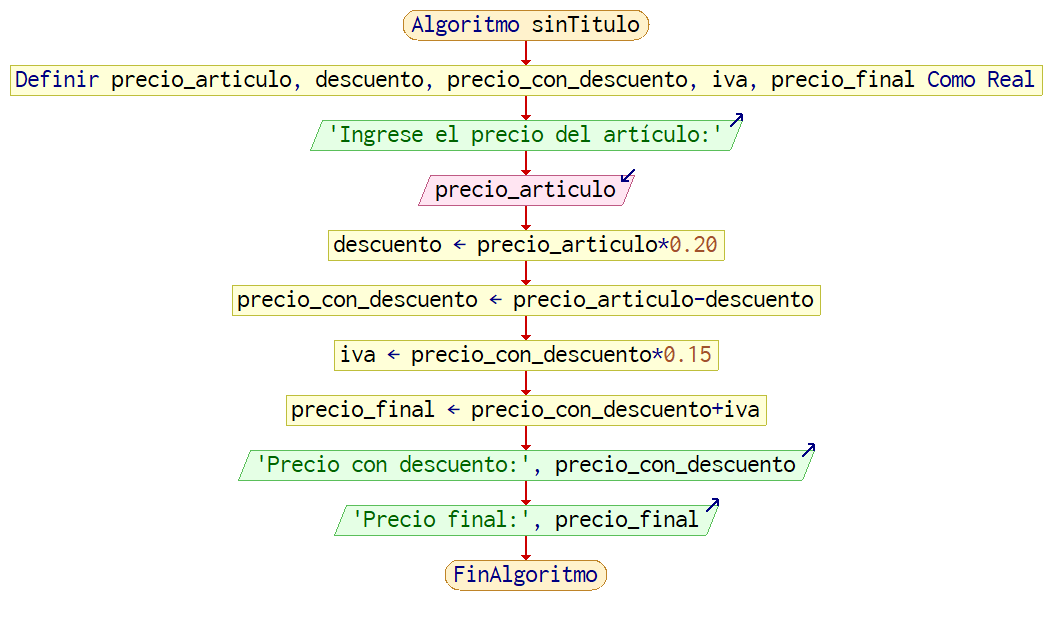 Algoritmo sinTitulo
Definir precio_articulo, descuento, precio_con_descuento, iva, precio_final Como Real
'Ingrese el precio del artículo:'
precio_articulo
descuento ← precio_articulo*0.20
precio_con_descuento ← precio_articulo-descuento
iva ← precio_con_descuento*0.15
precio_final ← precio_con_descuento+iva
'Precio con descuento:', precio_con_descuento
'Precio final:', precio_final
FinAlgoritmo